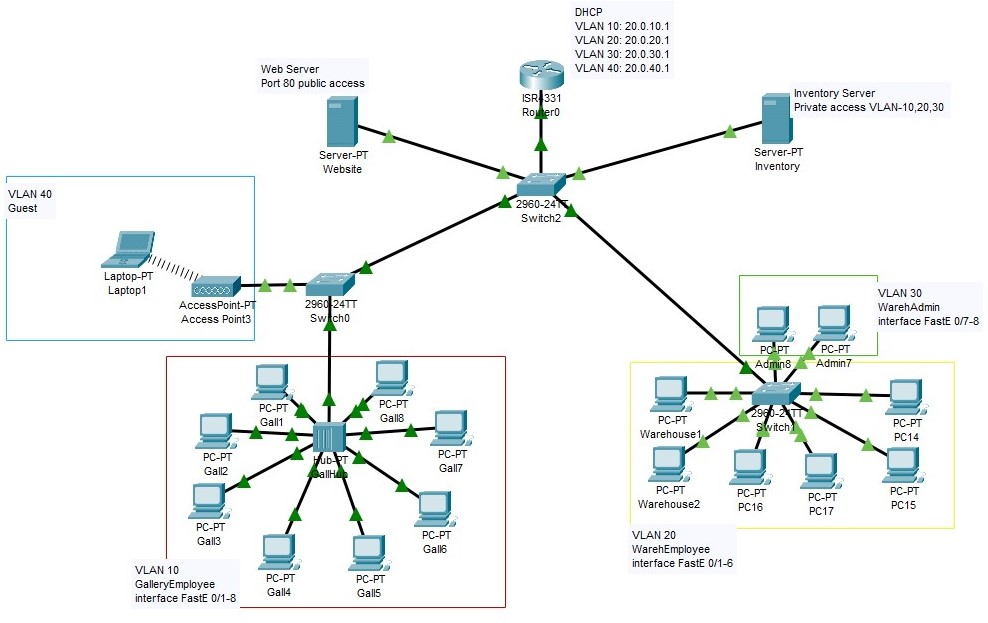 DHCP
VLAN 10: 20.0.10.1
VLAN 20: 20.0.20.1
VLAN 30: 20.0.30.1
VLAN 40: 20.0.40.1
Web Server
Port 80 public access
ISR4331
Router0
Inventory Server
Private access VLAN-10,20,30
Server-PT
Website
Server-PT
Inventory
2960-24TT
Switch2
VLAN 40
Guest
Laptop-PT
Laptop1
AccessPoint-PT
Access Point3
2960-24TT
Switch0
VLAN 30
WarehAdmin
interface FastE 0/7-8
PC-PT
Admin8
PC-PT
Admin7
2960-24TT
Switch1
PC-PT
Warehouse1
PC-PT
PC14
PC-PT
Warehouse2
PC-PT
PC16
PC-PT
PC17
PC-PT
PC15
VLAN 20
WarehEmployee
interface FastE 0/1-6
PC-PT
Gall1
PC-PT
Gall8
PC-PT
Gall2
PC-PT
Gall7
Hub-PT
GallHub
PC-PT
Gall3
PC-PT
Gall6
PC-PT
Gall4
PC-PT
Gall5
VLAN 10
GalleryEmployee
interface FastE 0/1-8